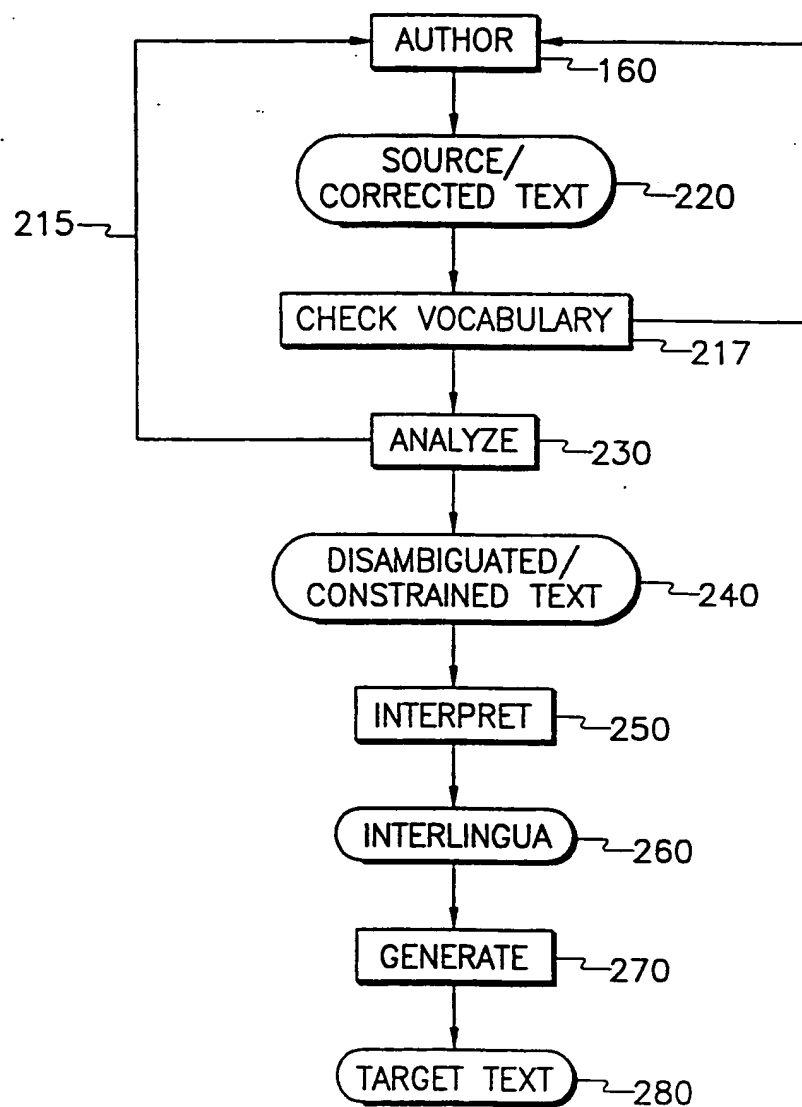 AUTHOR
160
SOURCE/
CORRECTED TEXT
220
215
CHECK VOCABULARY
217
ANALYZE
230
DISAMBIGUATED/
CONSTRAINED TEXT
240
INTERPRET
250
INTERLINGUA
260
GENERATE
270
TARGET TEXT
280